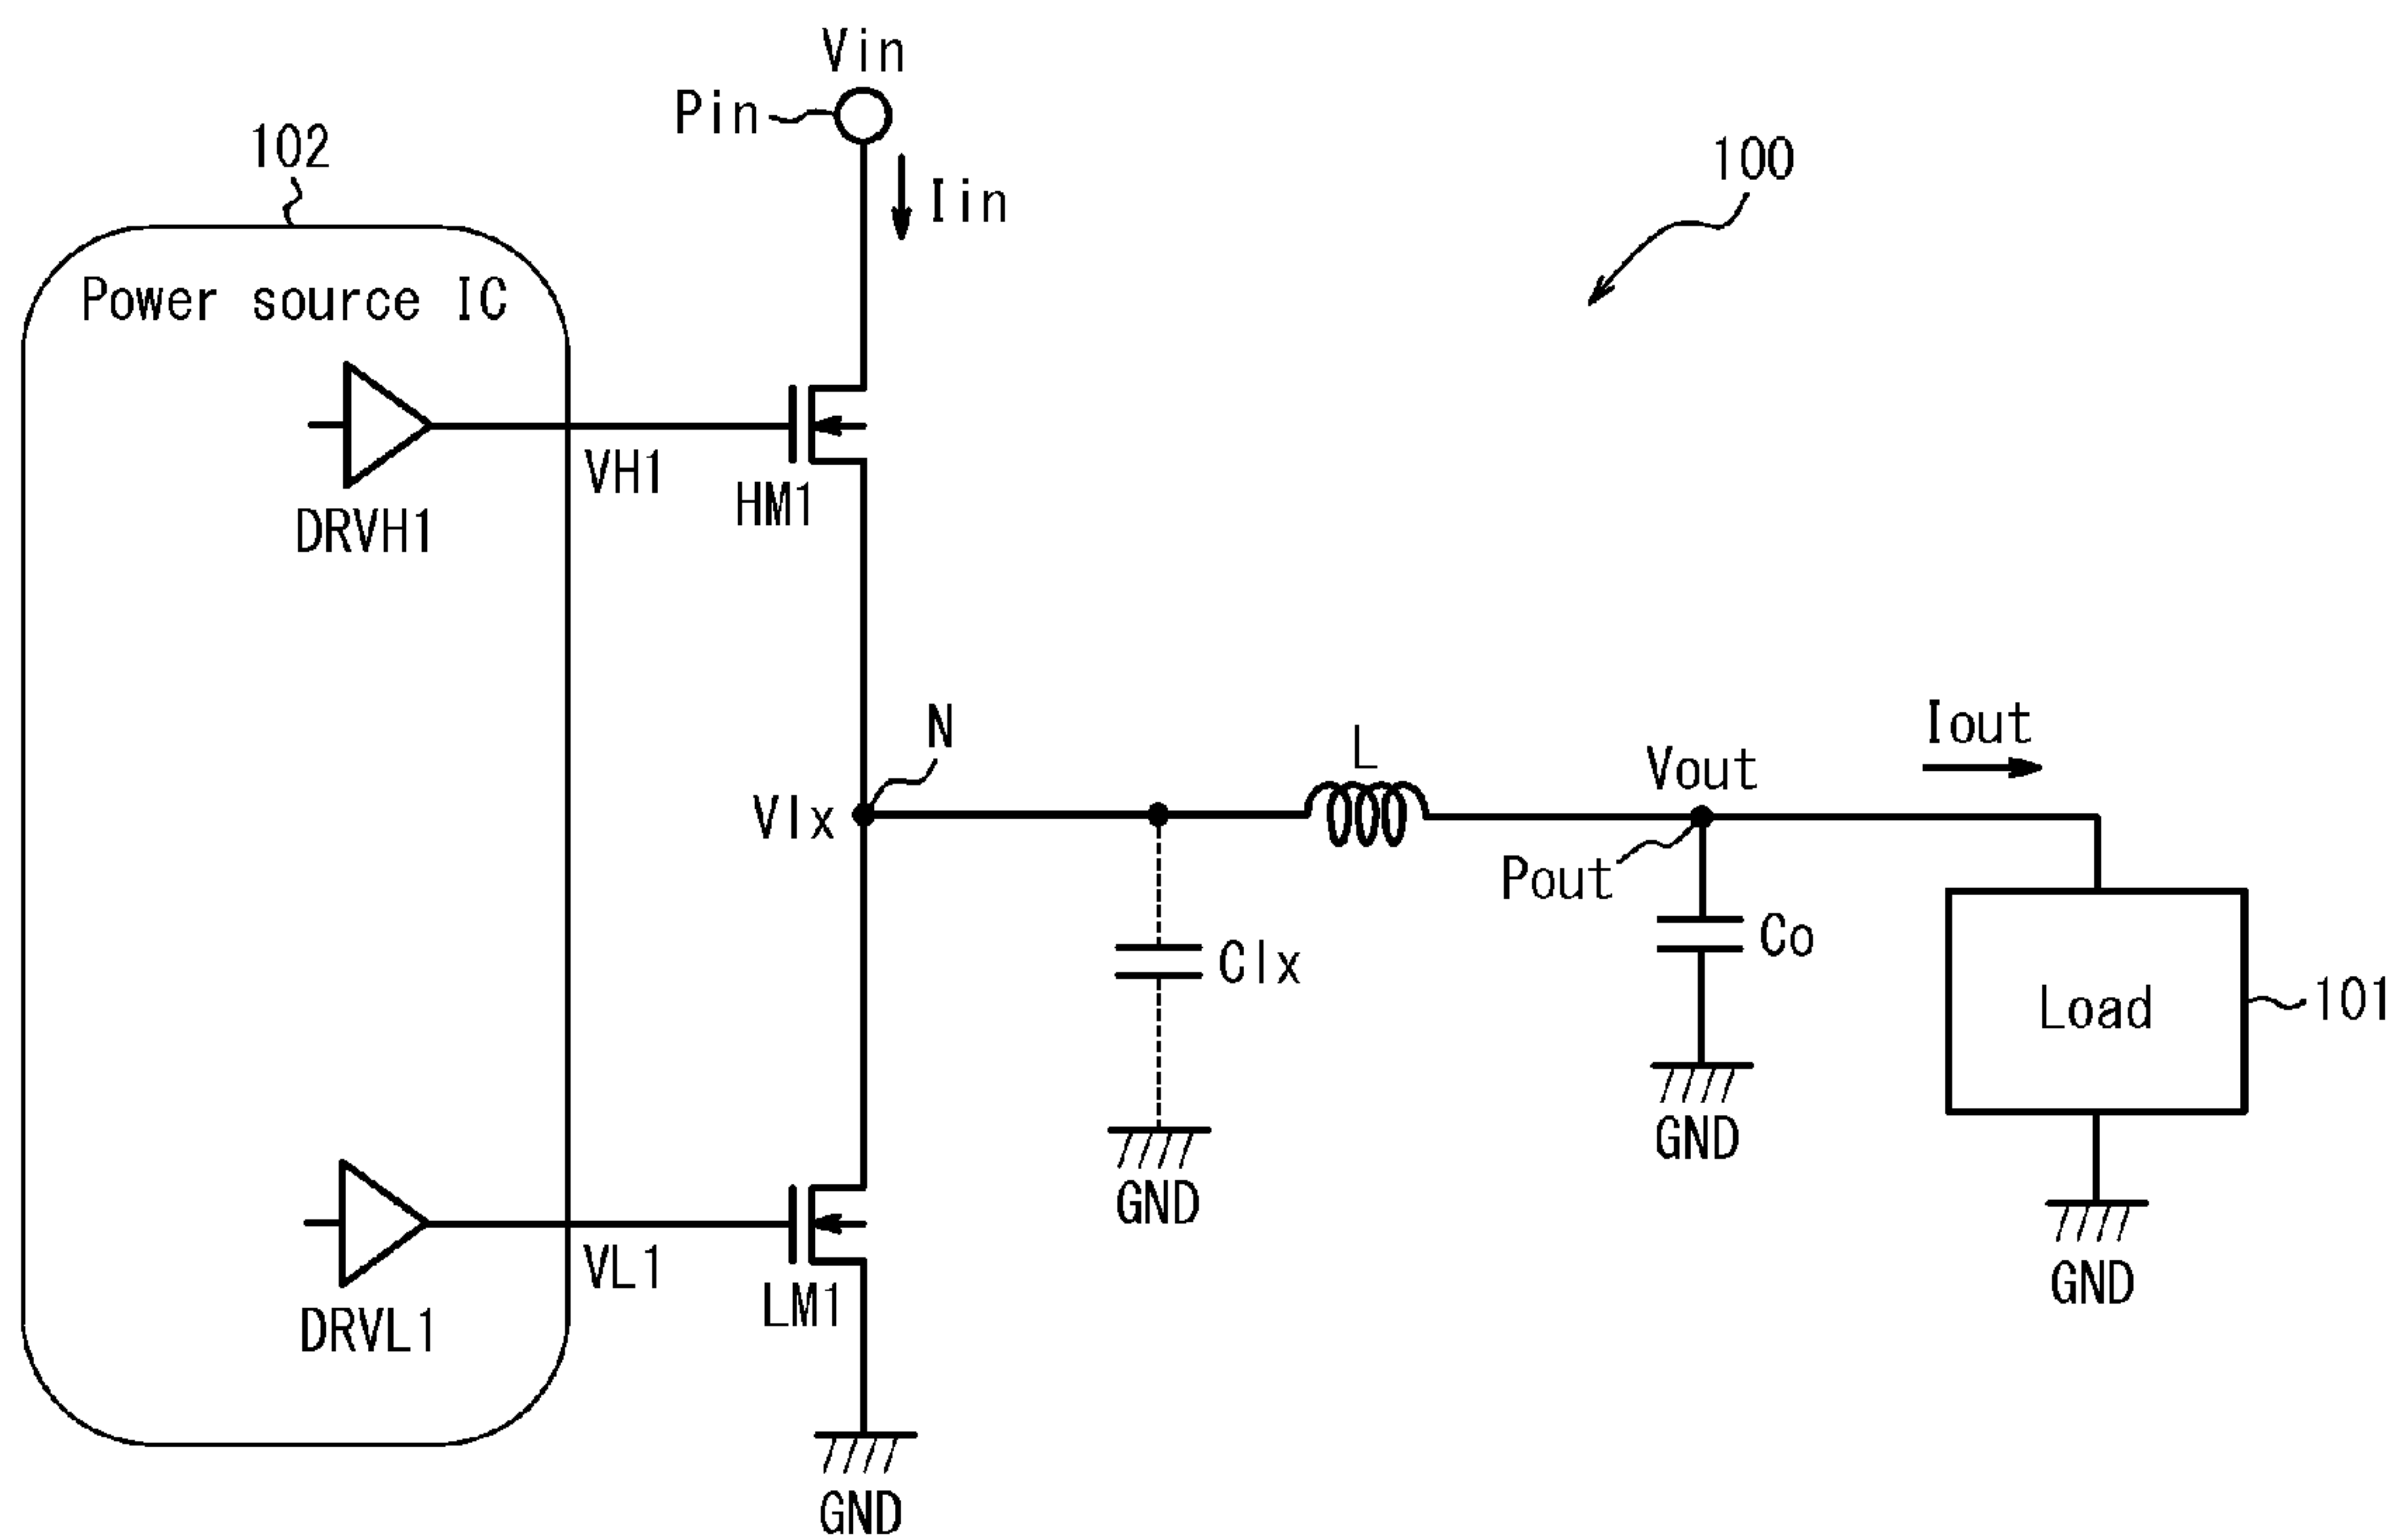 Vin
Pin
102
Iin
100
Power source IC
VH1
HM1
DRVH1
N
Vlx
L
Vout
Iout
Pout
Clx
Co
Load
101
GND
GND
GND
VL1
LM1
DRVL1
GND